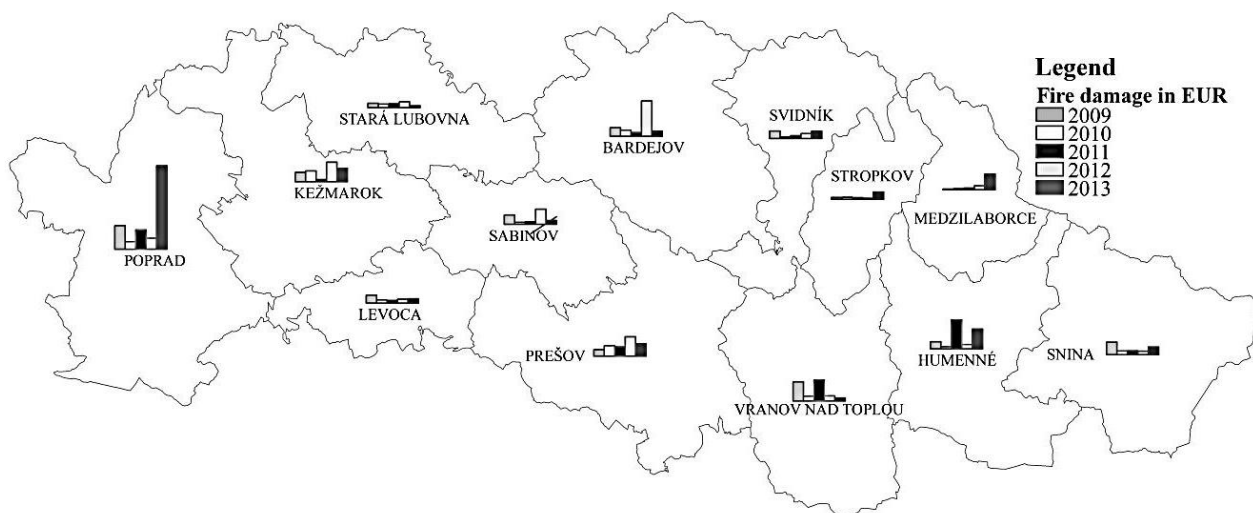 Legend
Fire damage in EUR
2009
2010
2011
2012
2013
STARÁ LUBOVNA
SVIDNÍK
BARDEJOV
STROPKOV
KEŽMAROK
MEDZILABORCE
SABINOV
POPRAD
LEVOCA
PREŠOV
HUMENNÉ
SNINA
VRANOV NAD TOPLOU